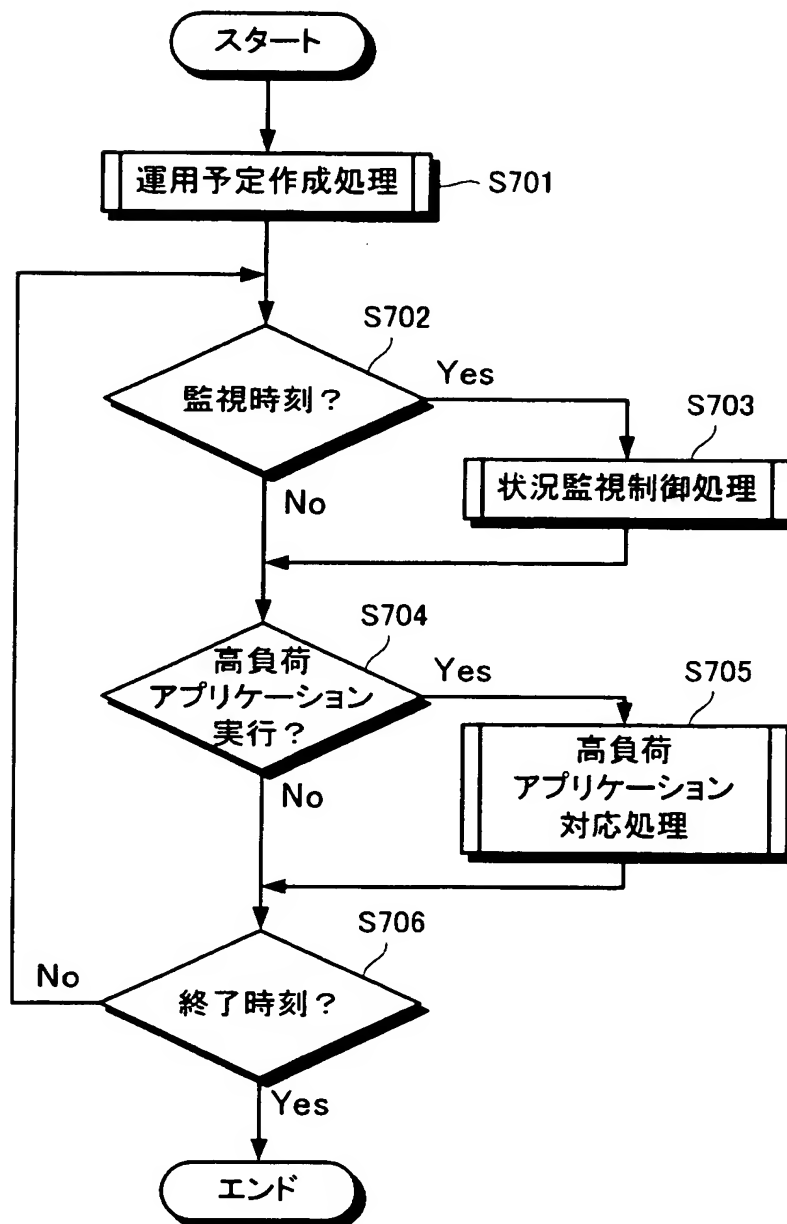 スタート
運用予定作成処理
S701
S702
監視時刻?
Yes
No
S703
状況監視制御処理
S704
高負荷
アプリケーション
実行?
Yes
No
S705
高負荷
アプリケーション
対応処理
S706
終了時刻?
No
Yes
エンド